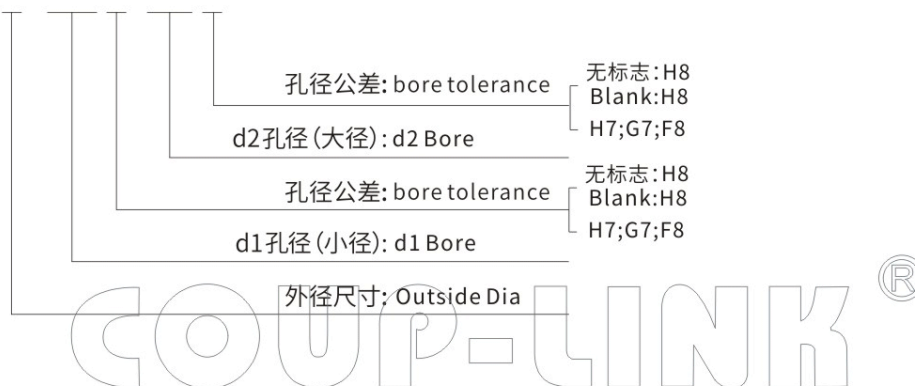 孔径公差: bore tolerance
无标志:H8
Blank:H8
H7;G7;F8
d2孔径(大径): d2 Bore
孔径公差: bore tolerance
无标志:H8
Blank:H8
H7;G7;F8
d1孔径(小径): d1 Bore
外径尺寸: Outside Dia
COUP-LINK®